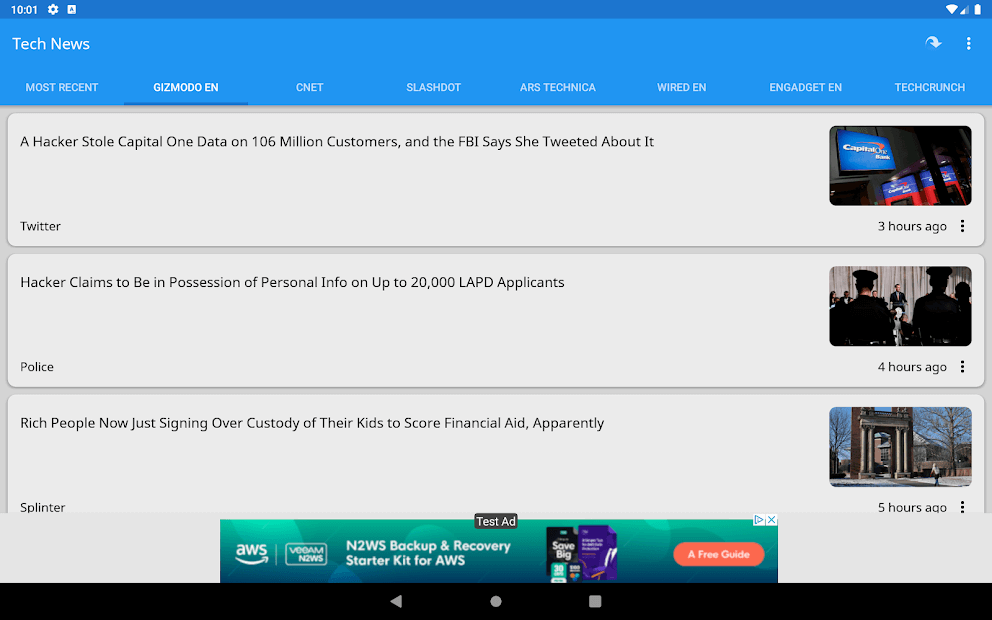 10:01
Tech News
MOST RECENT
GIZMODO EN
CNET
SLASHDOT
ARS TECHNICA
WIRED EN
ENGADGET EN
TECHCRUNCH
A Hacker Stole Capital One Data on 106 Million Customers, and the FBI Says She Tweeted About It
Capital One
Bank
Twitter
3 hours ago
Hacker Claims to Be in Possession of Personal Info on Up to 20,000 LAPD Applicants
Police
4 hours ago
Rich People Now Just Signing Over Custody of Their Kids to Score Financial Aid, Apparently
Splinter
5 hours ago
Test Ad
aws
veeAM
N2WS
N2WS Backup & Recovery
Starter Kit for AWS
Save
Big
A Free Guide